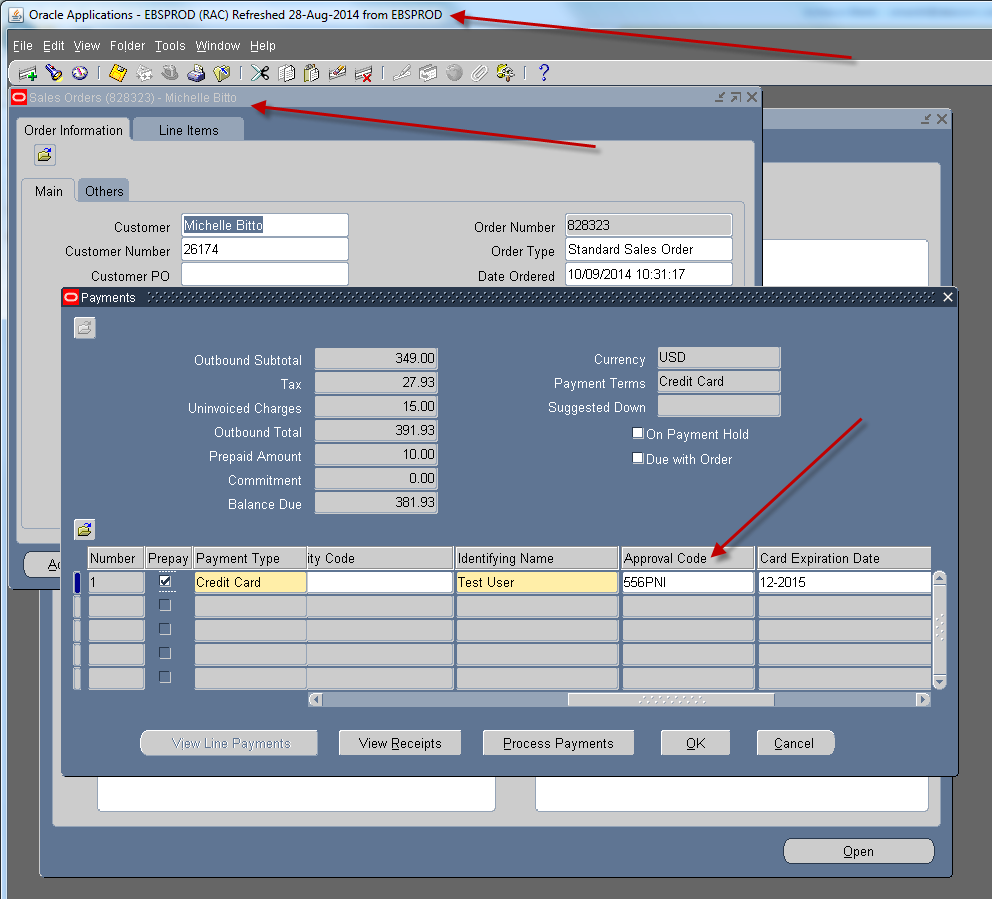 Oracle Applications - EBSPROD (RAC) Refreshed 28-Aug-2014 from EBSPROD
File Edit View Folder Tools Window Help
Sales Orders (828323) - Michelle Bitto
Order Information Line Items
Main Others
Customer Michelle Bitto Order Number 828323
Customer Number 26174 Order Type Standard Sales Order
Customer PO Date Ordered 10/09/2014 10:31:17
Payments
Outbound Subtotal 349.00 Currency USD
Tax 27.93 Payment Terms Credit Card
Uninvoiced Charges 15.00 Suggested Down
Outbound Total 391.93 On Payment Hold
Prepaid Amount 10.00 Due with Order
Commitment 0.00
Balance Due 381.93
Number Prepay Payment Type ity Code Identifying Name Approval Code Card Expiration Date
1 Credit Card Test User 556PNI 12-2015
View Line Payments View Receipts Process Payments OK Cancel
Open